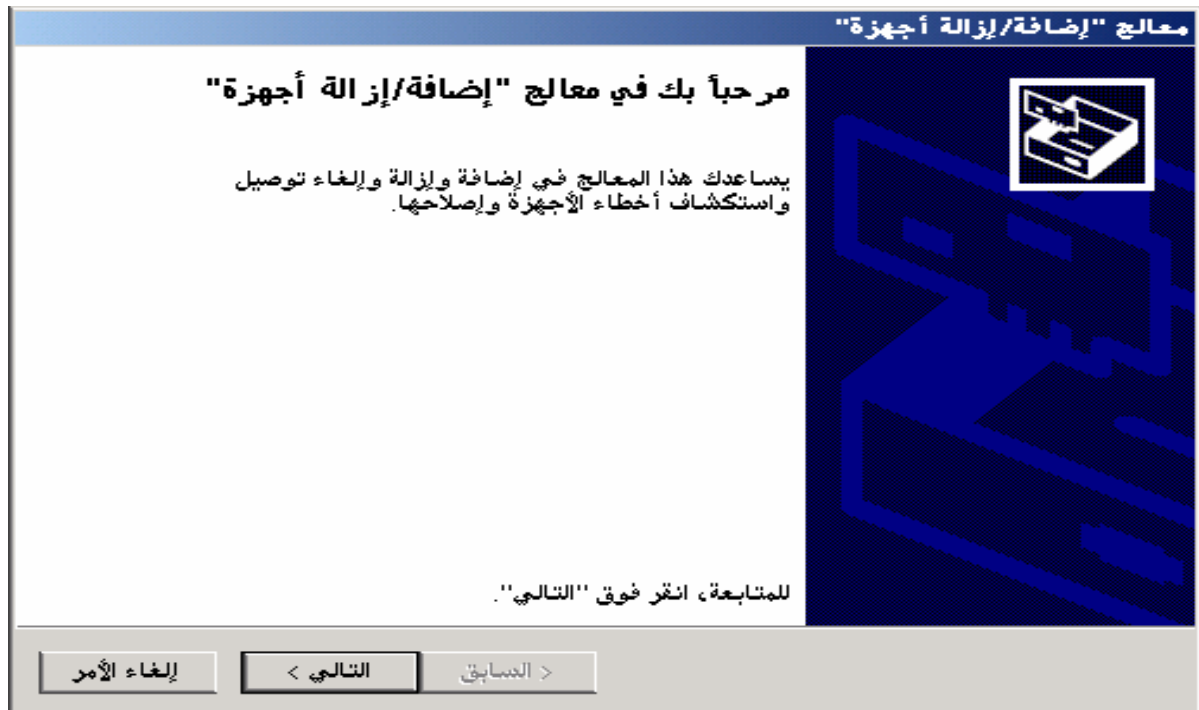 معالج "إضافة/إزالة أجهزة"
مرحباً بك في معالج "إضافة/إزالة أجهزة"
يساعدك هذا المعالج في إضافة وإزالة وإلغاء توصيل
واستكشاف أخطاء الأجهزة وإصلاحها.
للمتابعة، انقر فوق "التالي".
< السابق
التالي >
إلغاء الأمر